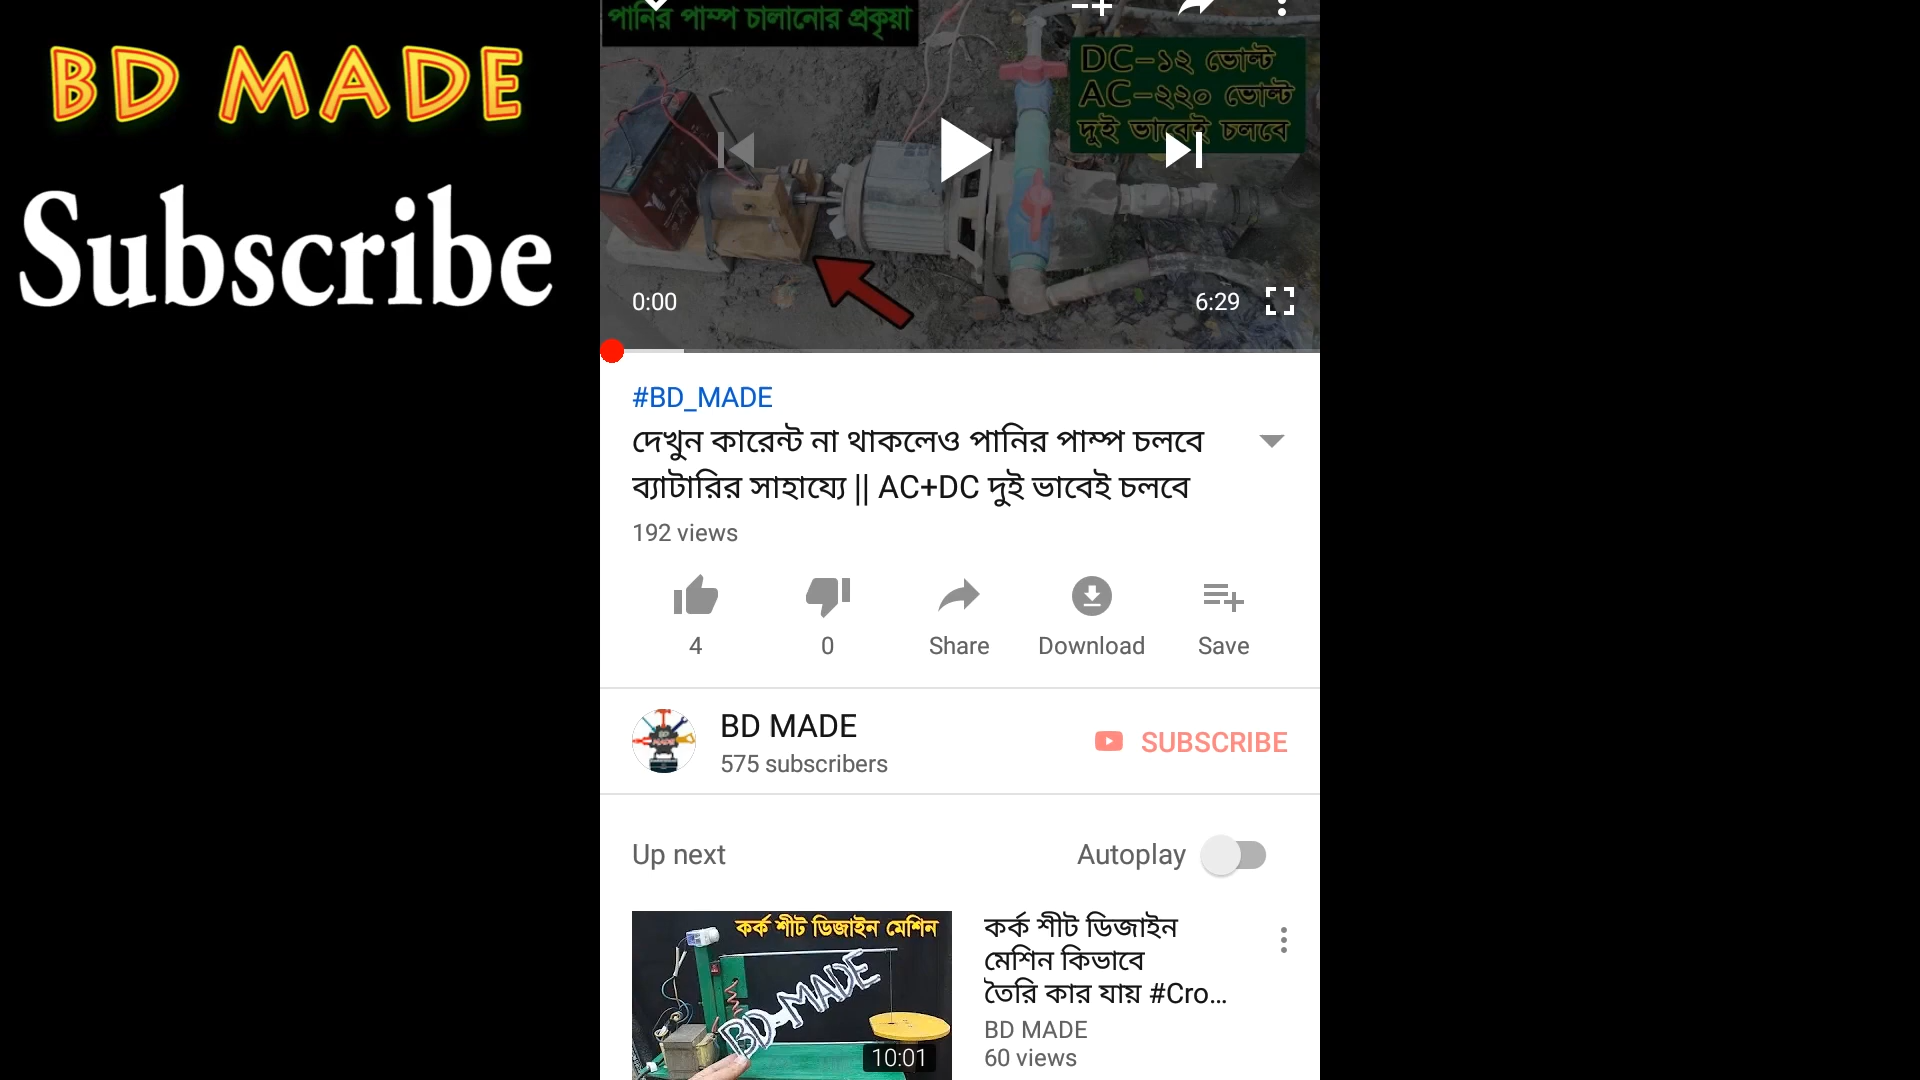 BD MADE
Subscribe
পানির পাম্প চালানোর প্রকৃয়া
DC-১২ ভোল্ট
AC-২২০ ভোল্ট
দুই ভাবেই চলবে
0:00
6:29
#BD_MADE
দেখুন কারেন্ট না থাকলেও পানির পাম্প চলবে
ব্যাটারির সাহায্যে || AC+DC দুই ভাবেই চলবে
192 views
4
0
Share
Download
Save
BD MADE
575 subscribers
SUBSCRIBE
Up next
Autoplay
কর্ক শীট ডিজাইন মেশিন
BD-MADE
10:01
কর্ক শীট ডিজাইন
মেশিন কিভাবে
তৈরি কার যায় #Cro...
BD MADE
60 views